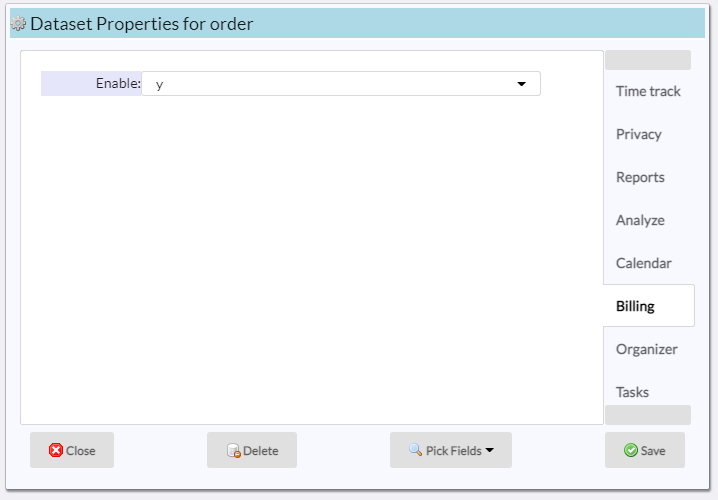 Dataset Properties for order
Enable: y
Time track
Privacy
Reports
Analyze
Calendar
Billing
Organizer
Tasks
Close Delete Pick Fields Save